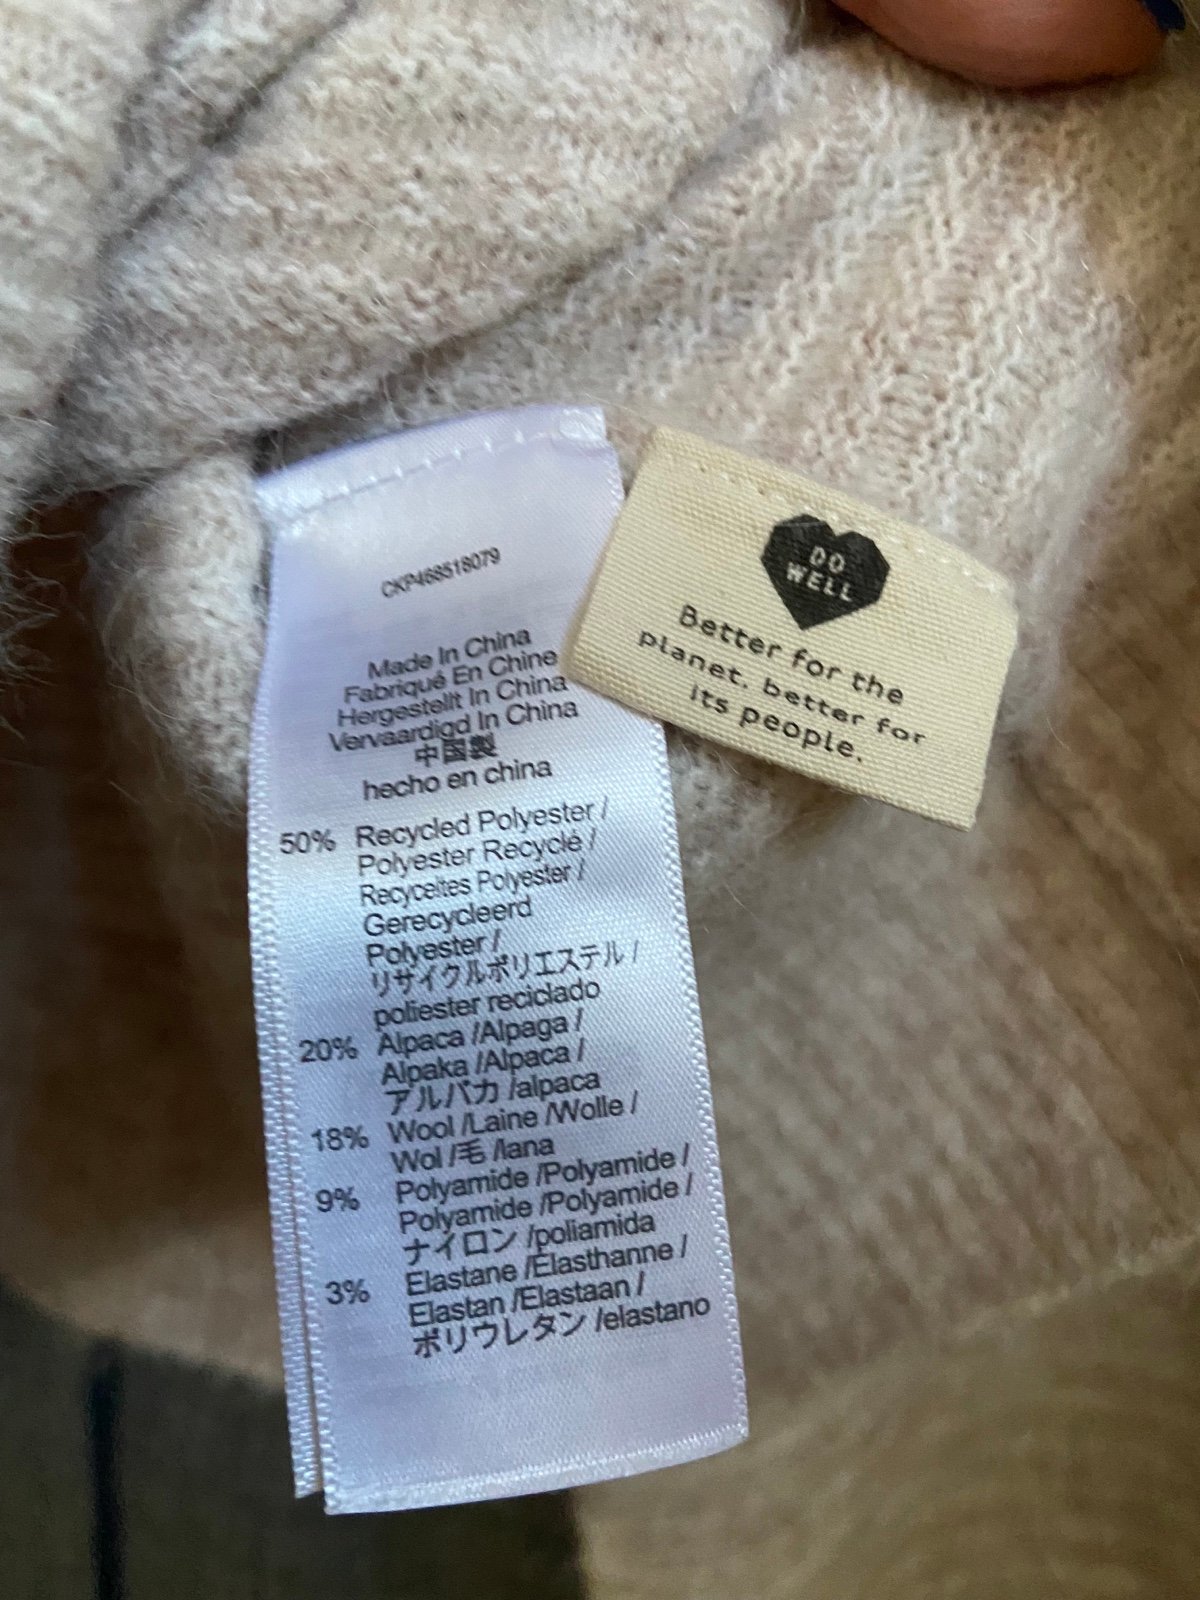 CKP468518079
Made In China
Fabriqué En Chine
Hergestellt In China
Vervaardigd In China
中国製
hecho en china
50% Recycled Polyester /
Polyester Recyclé /
Recyceltes Polyester /
Gerecycleerd
Polyester /
リサイクルポリエステル /
poliester reciclado
20% Alpaca /Alpaga /
Alpaka /Alpaca /
アルパカ /alpaca
18% Wool /Laine /Wolle /
Wol /毛 /lana
9% Polyamide /Polyamide /
Polyamide /Polyamide /
ナイロン /poliamida
3% Elastane /Elasthanne /
Elastan /Elastaan /
ポリウレタン /elastano
DO
WELL
Better for the
planet. better for
its people.